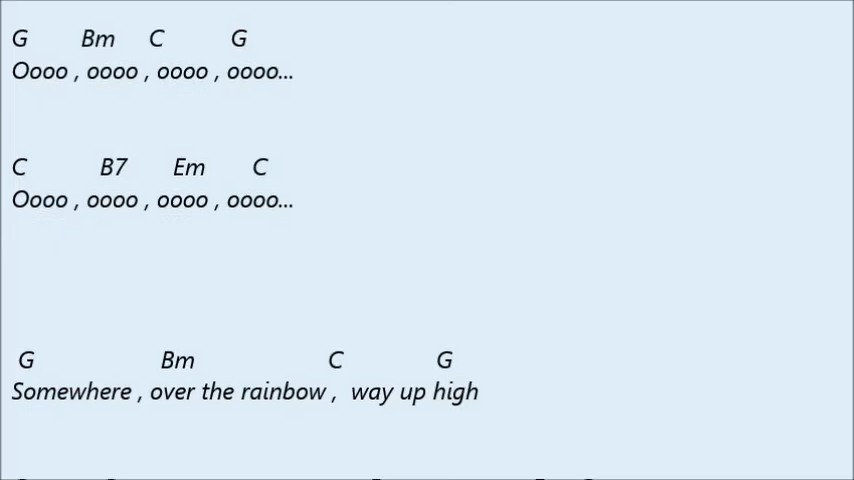 G Bm C G
Oooo , oooo , oooo , oooo...
C B7 Em C
Oooo , oooo , oooo , oooo...
G Bm C G
Somewhere , over the rainbow , way up high